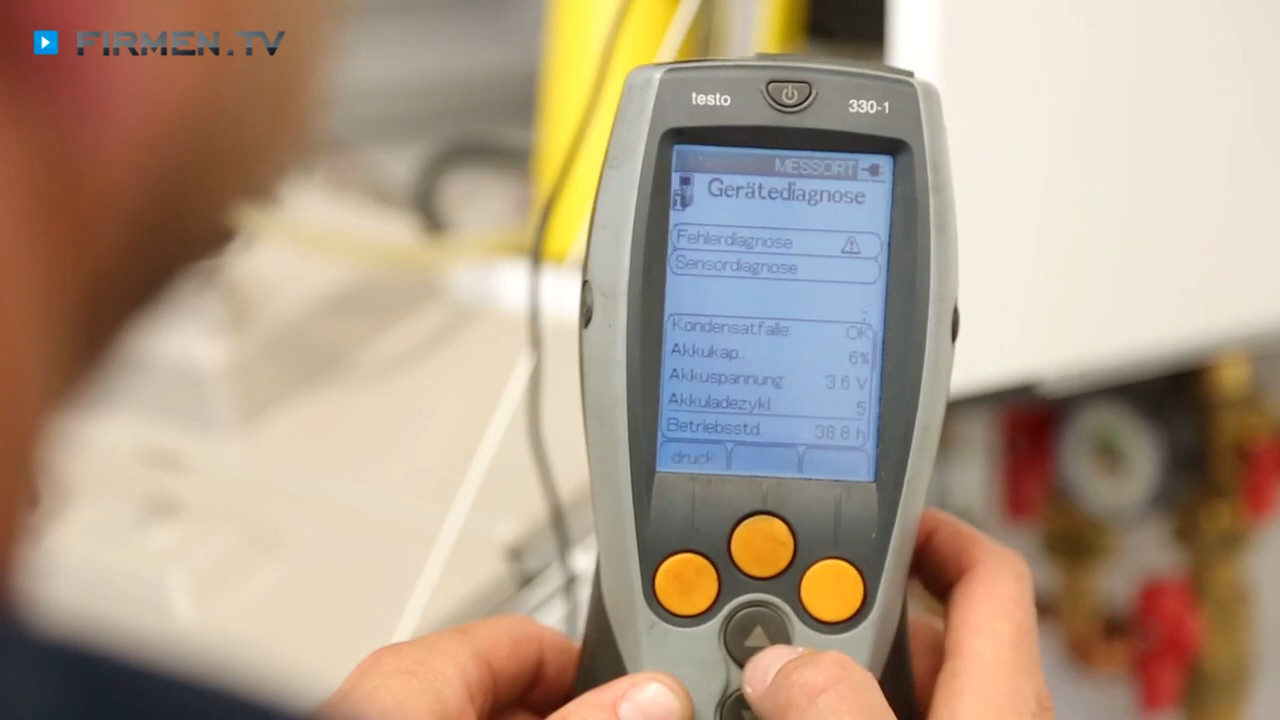 FIRMEN.TV
testo
330-1
MESSORT
Gerätediagnose
Fehlerdiagnose
Sensordiagnose
Kondensatfalle: OK
Akkukap.: 6%
Akkuspannung 3.6 V
Akkuladezykl. 5
Betriebsstd. 38.8 h
druck